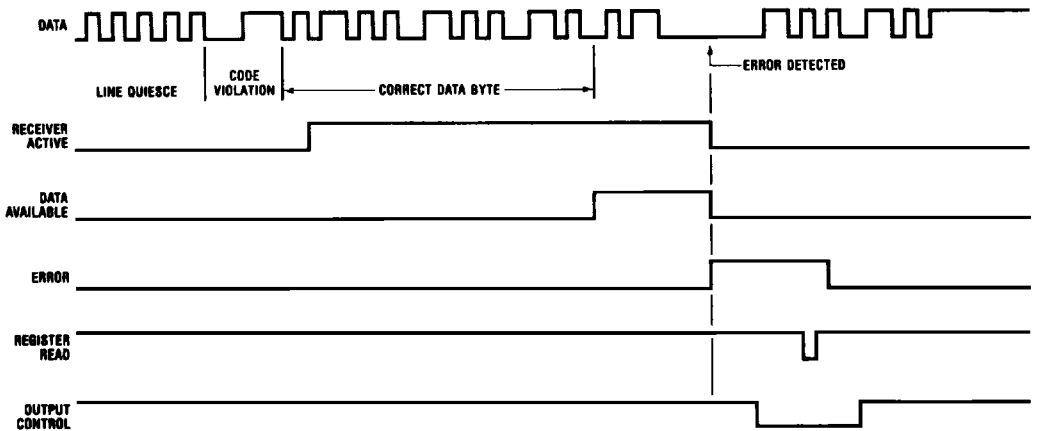 DATA
ERROR DETECTED
LINE QUIESCE
CODE
VIOLATION
CORRECT DATA BYTE
RECEIVER
ACTIVE
DATA
AVAILABLE
ERROR
REGISTER
READ
OUTPUT
CONTROL